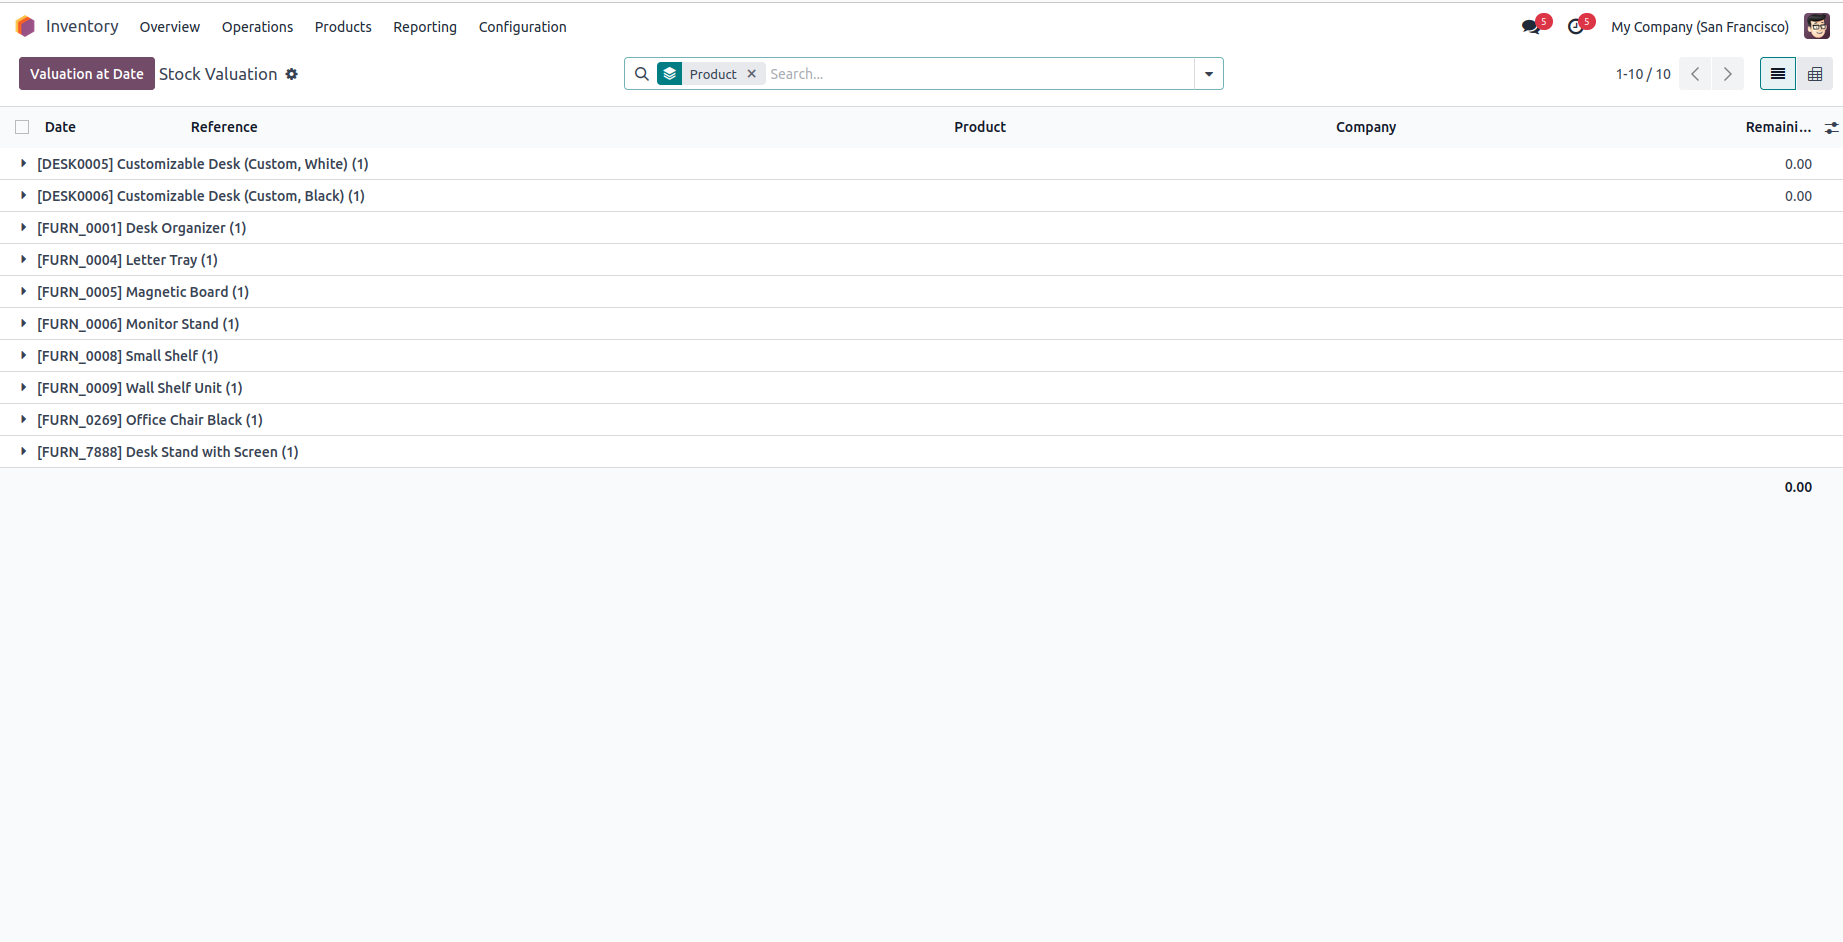 Inventory Overview Operations Products Reporting Configuration 5 5 My Company (San Francisco)
Valuation at Date Stock Valuation Product Search... 1-10 / 10
Date Reference Product Company Remaini...
[DESK0005] Customizable Desk (Custom, White) (1) 0.00
[DESK0006] Customizable Desk (Custom, Black) (1) 0.00
[FURN_0001] Desk Organizer (1)
[FURN_0004] Letter Tray (1)
[FURN_0005] Magnetic Board (1)
[FURN_0006] Monitor Stand (1)
[FURN_0008] Small Shelf (1)
[FURN_0009] Wall Shelf Unit (1)
[FURN_0269] Office Chair Black (1)
[FURN_7888] Desk Stand with Screen (1)
0.00